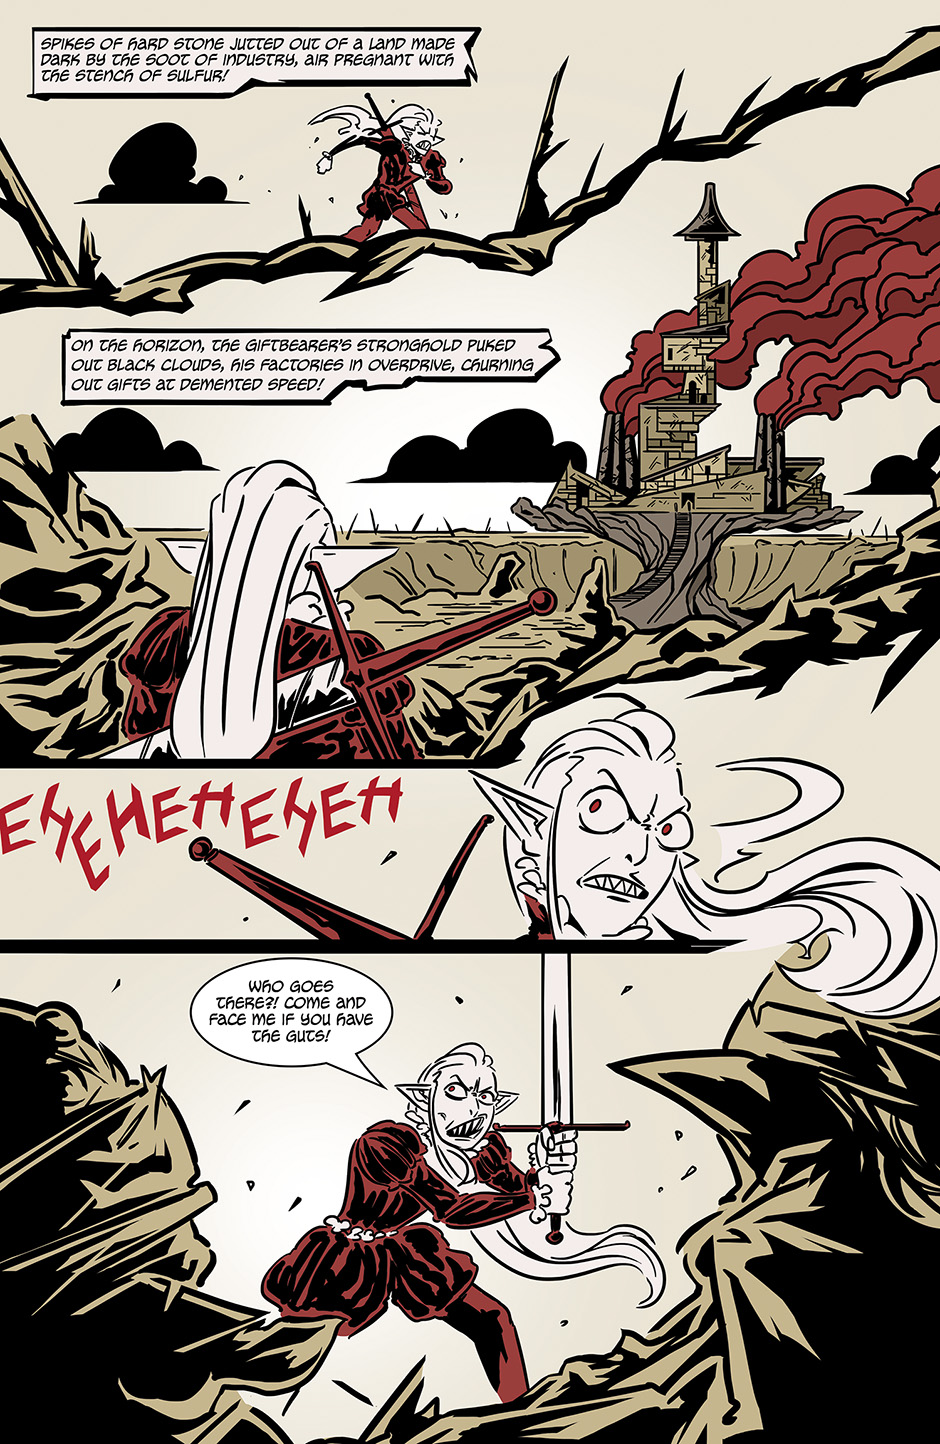 SPIKES OF HARD STONE JUTTED OUT OF A LAND MADE
DARK BY THE SOOT OF INDUSTRY, AIR PREGNANT WITH
THE STENCH OF SULFUR!
ON THE HORIZON, THE GIFTBEARER'S STRONGHOLD PUKED
OUT BLACK CLOUDS, HIS FACTORIES IN OVERDRIVE, CHURNING
OUT GIFTS AT DEMENTED SPEED!
EHEHEHEHEH
WHO GOES
THERE?! COME AND
FACE ME IF YOU HAVE
THE GUTS!